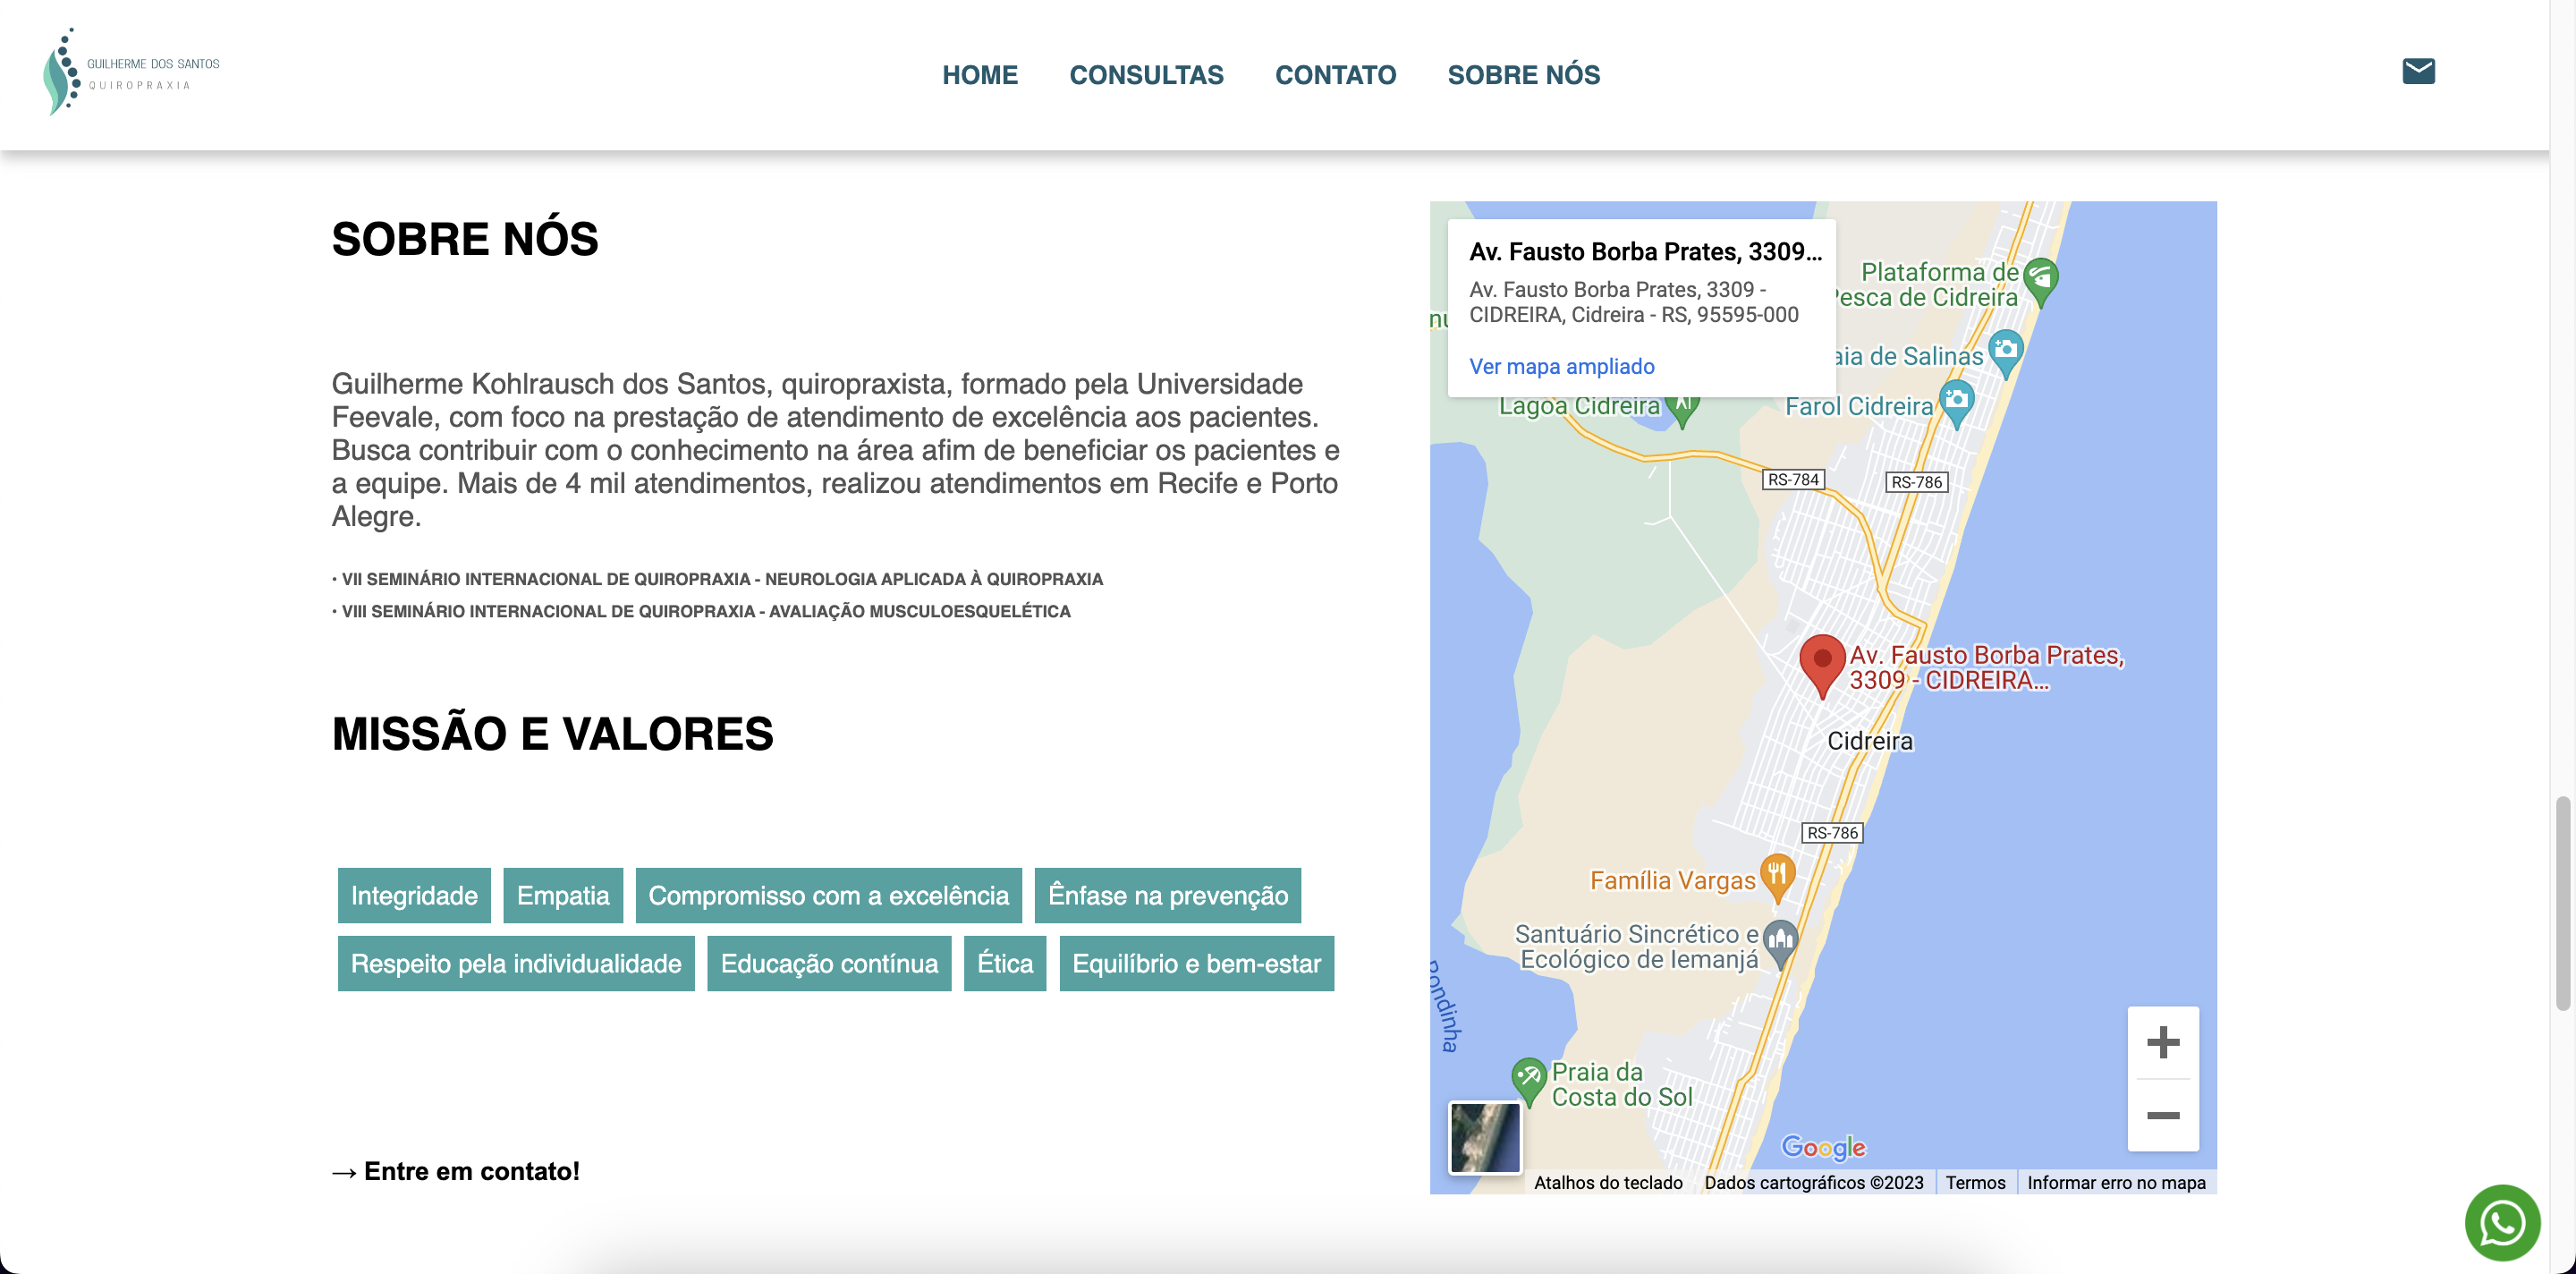 GUILHERME DOS SANTOS
QUIROPRAXIA
HOME
CONSULTAS
CONTATO
SOBRE NÓS
SOBRE NÓS
Guilherme Kohlrausch dos Santos, quiropraxista, formado pela Universidade
Feevale, com foco na prestação de atendimento de excelência aos pacientes.
Busca contribuir com o conhecimento na área afim de beneficiar os pacientes e
a equipe. Mais de 4 mil atendimentos, realizou atendimentos em Recife e Porto
Alegre.
• VII SEMINÁRIO INTERNACIONAL DE QUIROPRAXIA - NEUROLOGIA APLICADA À QUIROPRAXIA
• VIII SEMINÁRIO INTERNACIONAL DE QUIROPRAXIA - AVALIAÇÃO MUSCULOESQUELÉTICA
MISSÃO E VALORES
Integridade
Empatia
Compromisso com a excelência
Ênfase na prevenção
Respeito pela individualidade
Educação contínua
Ética
Equilíbrio e bem-estar
→ Entre em contato!
Av. Fausto Borba Prates, 3309...
Av. Fausto Borba Prates, 3309 -
CIDREIRA, Cidreira - RS, 95595-000
Ver mapa ampliado
Plataforma de
Pesca de Cidreira
aia de Salinas
Farol Cidreira
Lagoa Cidreira
RS-784
RS-786
Av. Fausto Borba Prates,
3309 - CIDREIRA...
Cidreira
RS-786
Família Vargas
Santuário Sincrético e
Ecológico de Iemanjá
Rondinha
Praia da
Costa do Sol
Google
Atalhos do teclado
Dados cartográficos ©2023
Termos
Informar erro no mapa